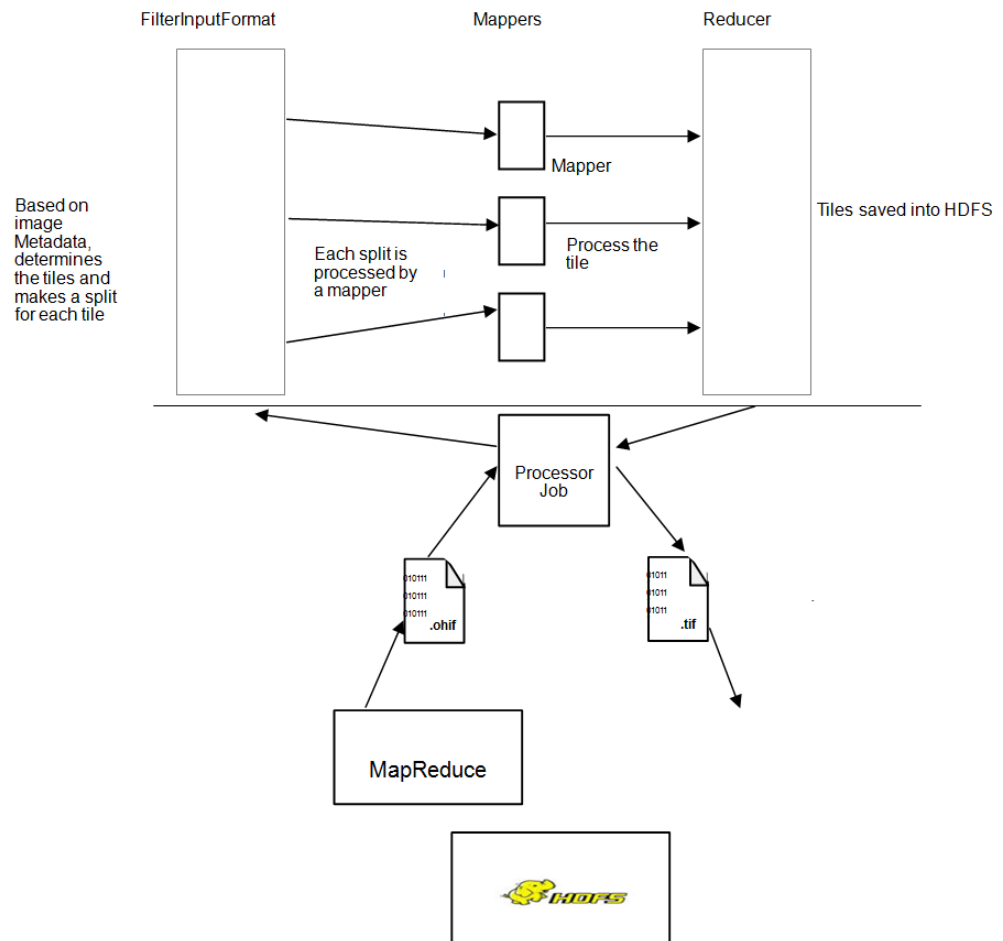 FilterInputFormat
Mappers
Reducer
Mapper
Based on
image
Metadata,
determines
the tiles and
makes a split
for each tile
Each split is
processed by
a mapper
Process the
tile
Tiles saved into HDFS
Processor
Job
010111
010111
010111
.ohif
01011
01011
01011
.tif
MapReduce
HDFS